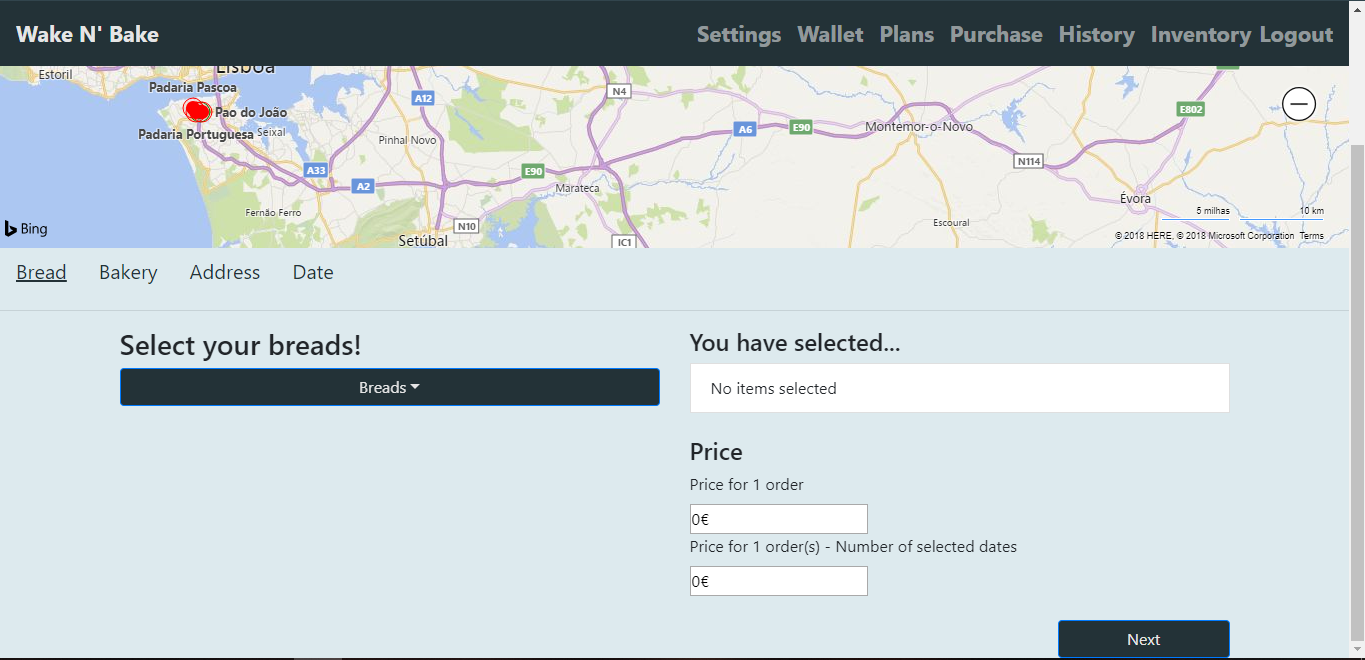 Wake N' Bake
Settings Wallet Plans Purchase History Inventory Logout
Estoril
Lisboa
Padaria Pascoa
Pao do João
Padaria Portuguesa
Seixal
A12
N4
A6
E90
E802
Montemor-o-Novo
Pinhal Novo
A33
A2
E90
N114
Marateca
Évora
Fernão Ferro
N10
Escoural
Setúbal
IC1
Bing
5 milhas
10 km
© 2018 HERE, © 2018 Microsoft Corporation Terms
Bread Bakery Address Date
Select your breads!
Breads
You have selected...
No items selected
Price
Price for 1 order
0€
Price for 1 order(s) - Number of selected dates
0€
Next